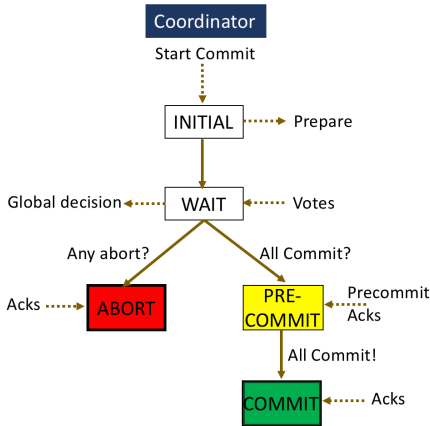 Coordinator
Start Commit
INITIAL
Prepare
Global decision
WAIT
Votes
Any abort?
All Commit?
Acks
ABORT
PRE-
COMMIT
Precommit
Acks
All Commit!
COMMIT
Acks